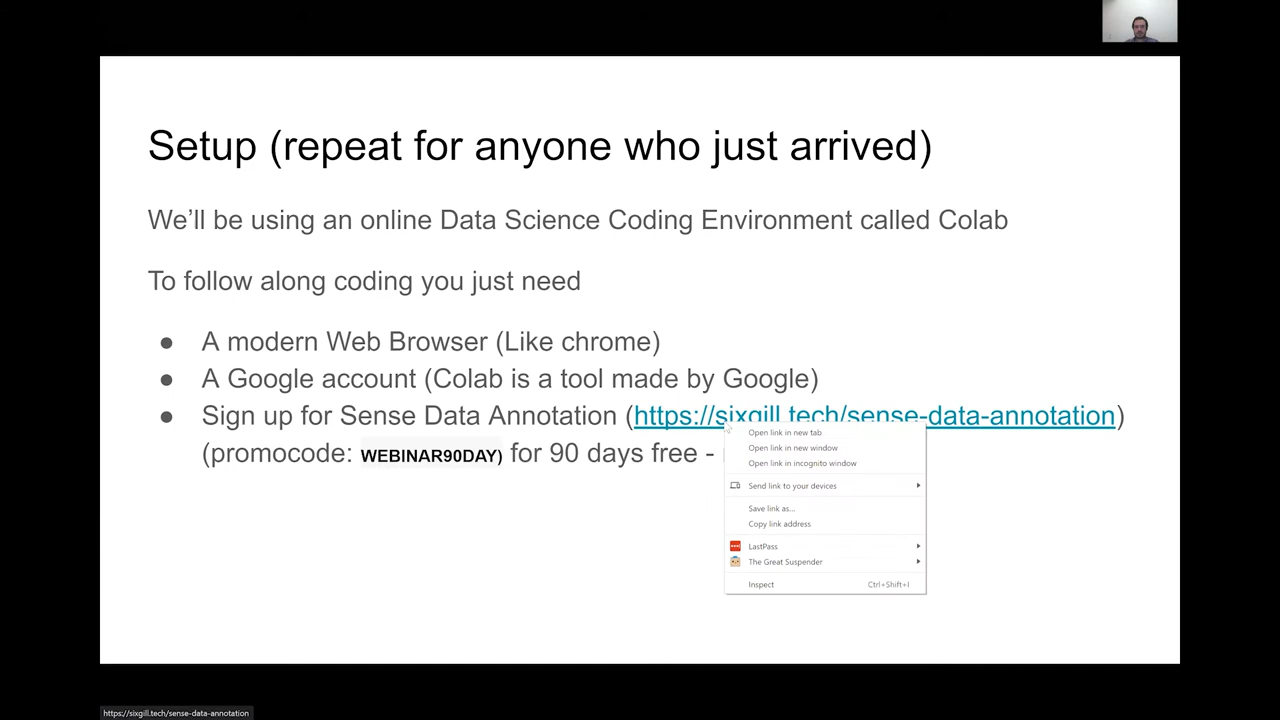 Setup (repeat for anyone who just arrived)
We’ll be using an online Data Science Coding Environment called Colab
To follow along coding you just need
● A modern Web Browser (Like chrome)
● A Google account (Colab is a tool made by Google)
● Sign up for Sense Data Annotation (https://sixgill.tech/sense-data-annotation)
(promocode: WEBINAR90DAY) for 90 days free -
Open link in new tab
Open link in new window
Open link in incognito window
Send link to your devices
Save link as...
Copy link address
LastPass
The Great Suspender
Inspect Ctrl+Shift+I
https://sixgill.tech/sense-data-annotation